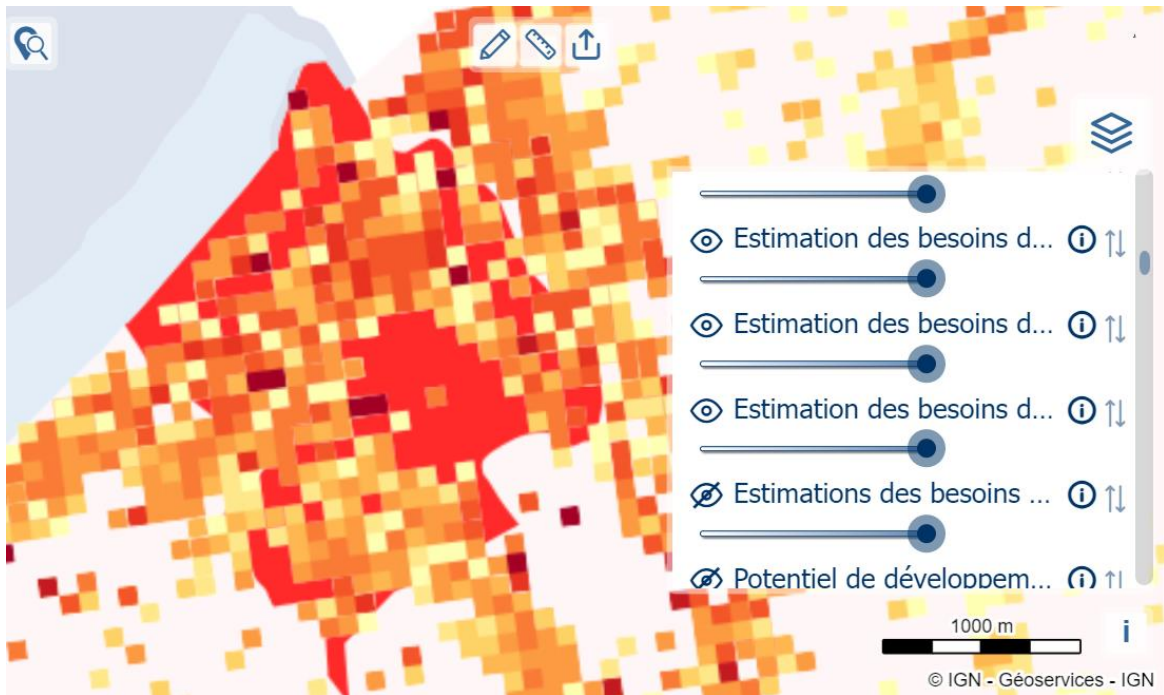 Estimation des besoins d...
Estimation des besoins d...
Estimation des besoins d...
Estimations des besoins ...
Potentiel de développem...
1000 m
i
© IGN - Géoservices - IGN